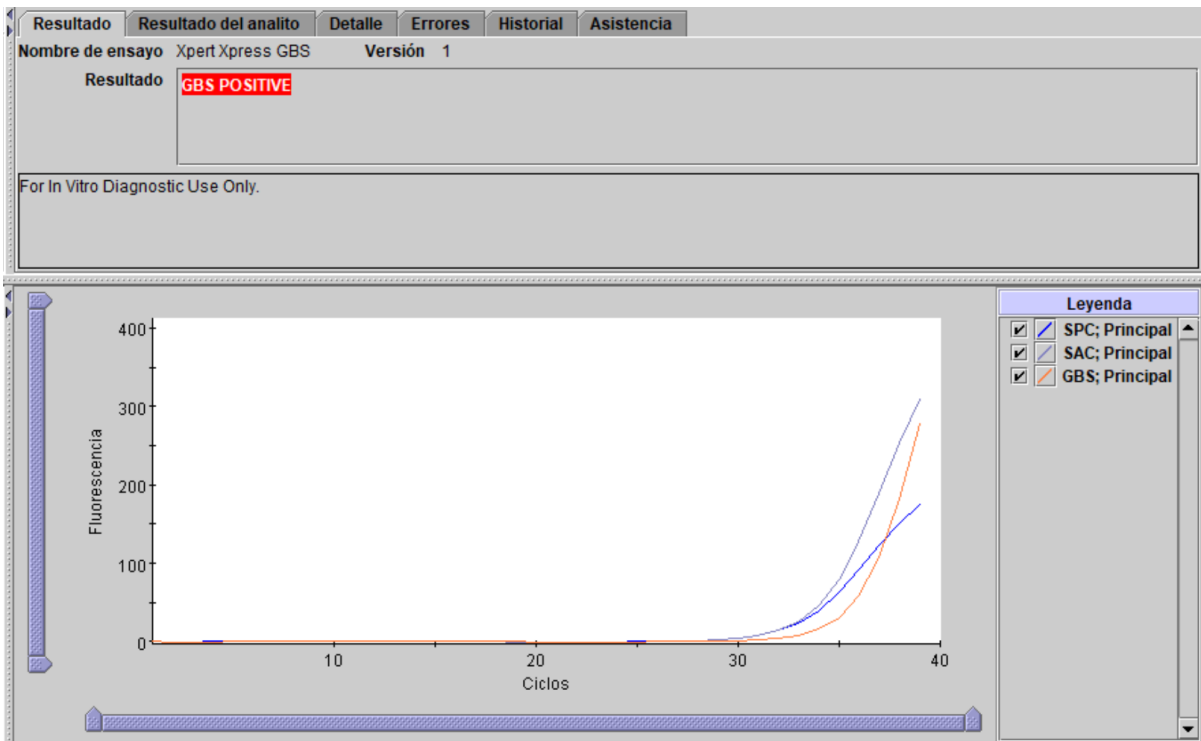 Resultado Resultado del analito Detalle Errores Historial Asistencia
Nombre de ensayo Xpert Xpress GBS Versión 1
Resultado GBS POSITIVE
For In Vitro Diagnostic Use Only.
Leyenda
SPC; Principal
SAC; Principal
GBS; Principal
400
300
200
100
0
Fluorescencia
10 20 30 40
Ciclos